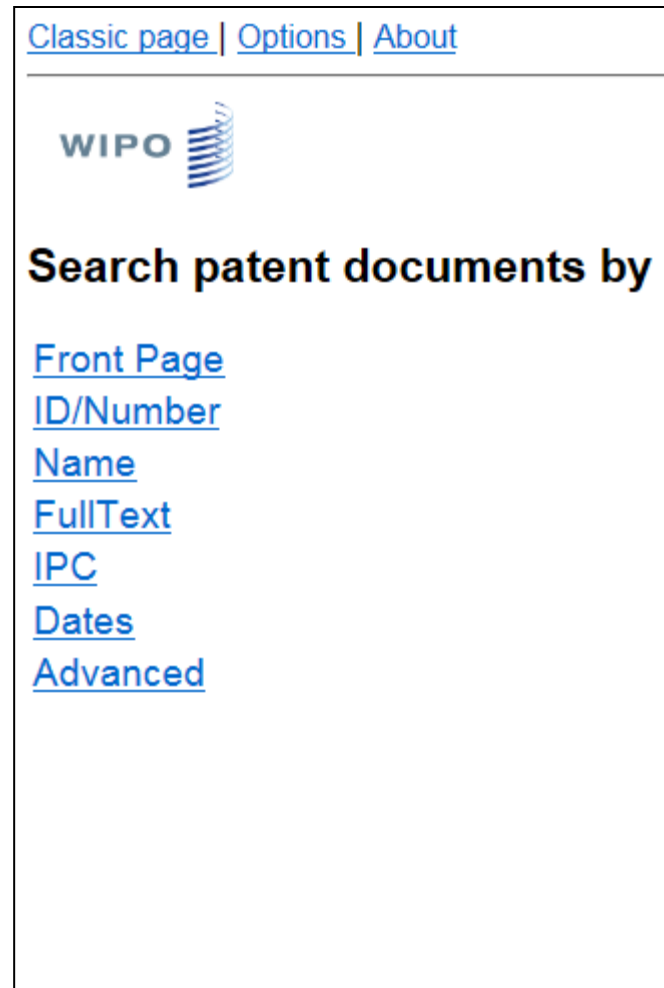 Classic page | Options | About
WIPO
Search patent documents by
Front Page
ID/Number
Name
FullText
IPC
Dates
Advanced